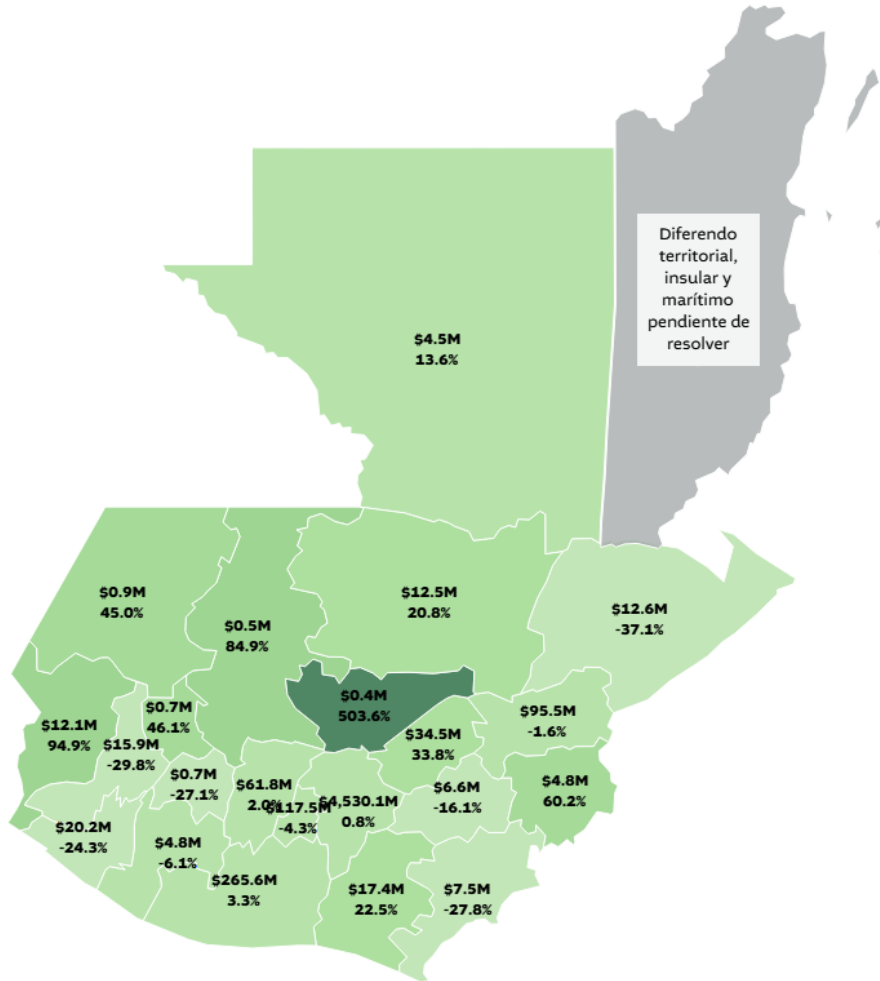 Diferendo
territorial,
insular y
marítimo
pendiente de
resolver
$4.5M
13.6%
$0.9M
45.0%
$0.5M
84.9%
$12.5M
20.8%
$12.6M
-37.1%
$0.4M
503.6%
$12.1M
94.9%
$15.9M
-29.8%
$0.7M
46.1%
$34.5M
33.8%
$95.5M
-1.6%
$0.7M
-27.1%
$61.8M
2.0%
$117.5M
-4.3%
$4,530.1M
0.8%
$6.6M
-16.1%
$4.8M
60.2%
$20.2M
-24.3%
$4.8M
-6.1%
$265.6M
3.3%
$17.4M
22.5%
$7.5M
-27.8%